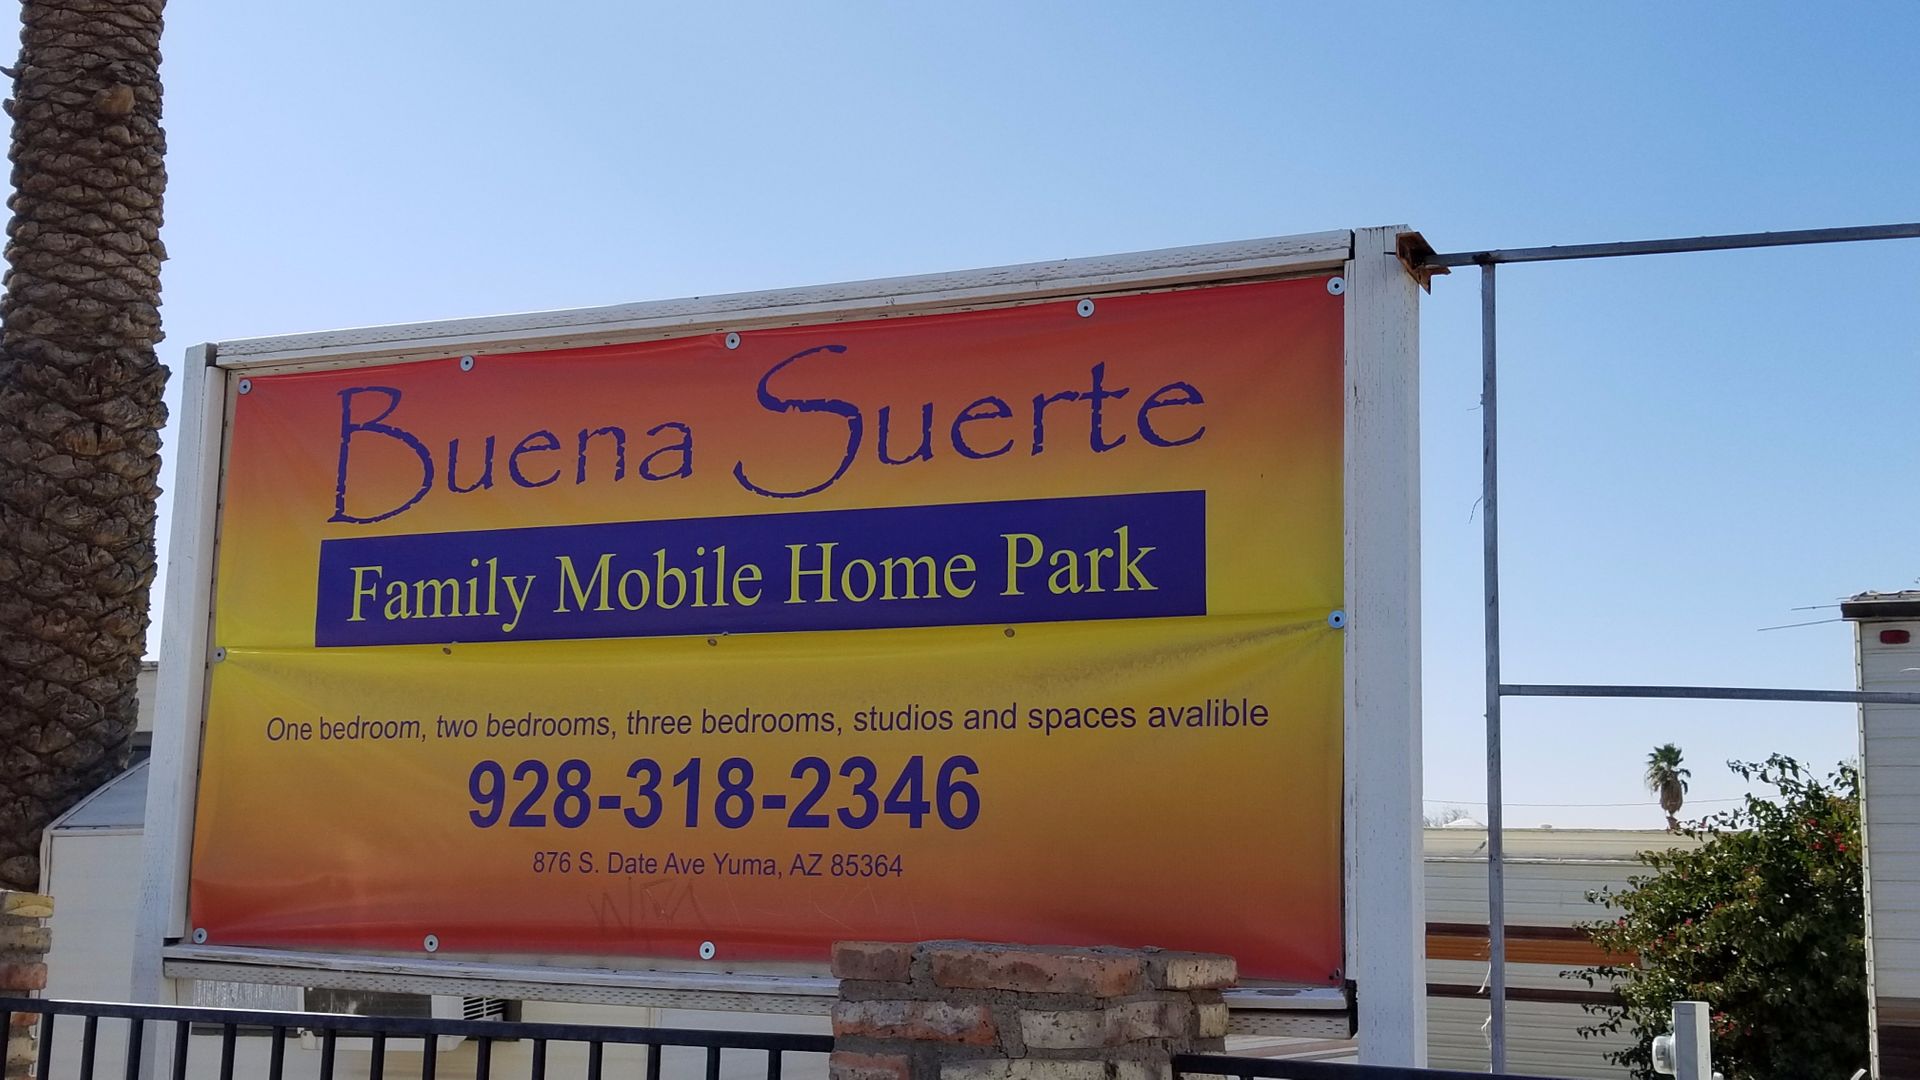 Buena Suerte
Family Mobile Home Park
One bedroom, two bedrooms, three bedrooms, studios and spaces avalible
928-318-2346
876 S. Date Ave Yuma, AZ 85364